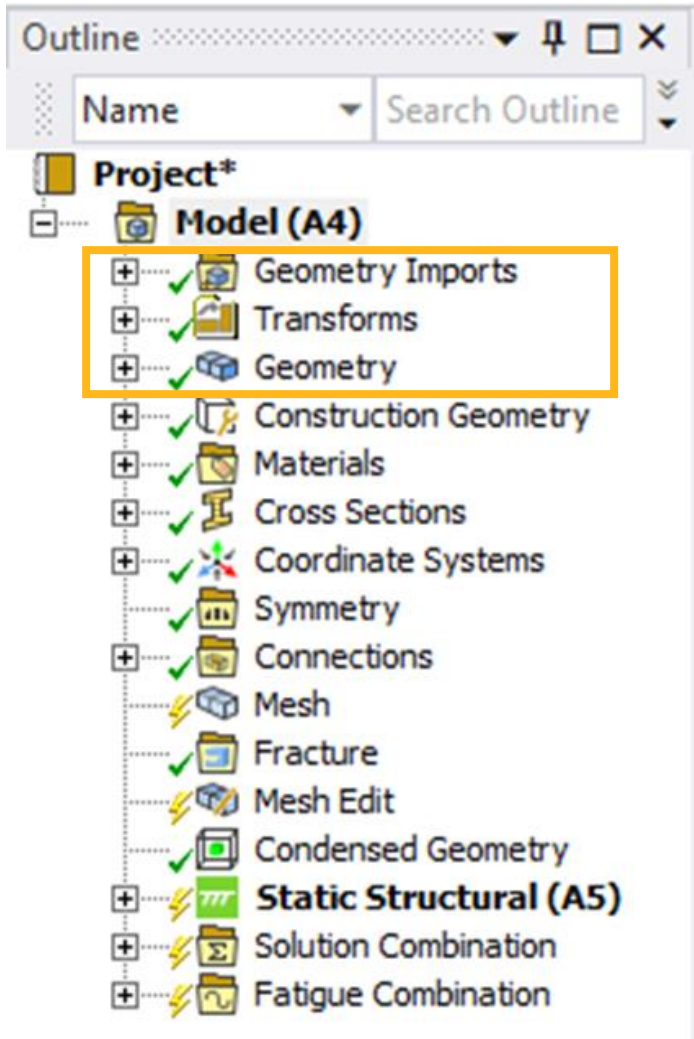 Outline
Name Search Outline
Project*
Model (A4)
Geometry Imports
Transforms
Geometry
Construction Geometry
Materials
Cross Sections
Coordinate Systems
Symmetry
Connections
Mesh
Fracture
Mesh Edit
Condensed Geometry
Static Structural (A5)
Solution Combination
Fatigue Combination